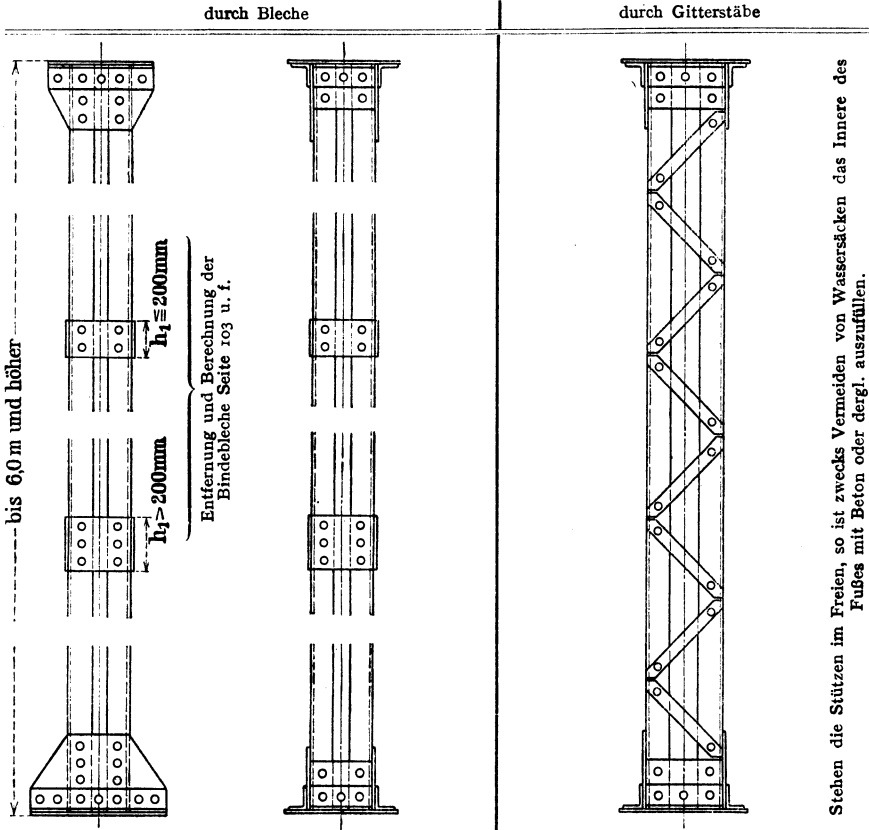 durch Bleche
durch Gitterstäbe
bis 6,0 m und höher
h₁ ≦ 200mm
h₁ > 200mm
Entfernung und Berechnung der
Bindebleche Seite 103 u. f.
Stehen die Stützen im Freien, so ist zwecks Vermeiden von Wassersäcken das Innere des
Fußes mit Beton oder dergl. auszufüllen.